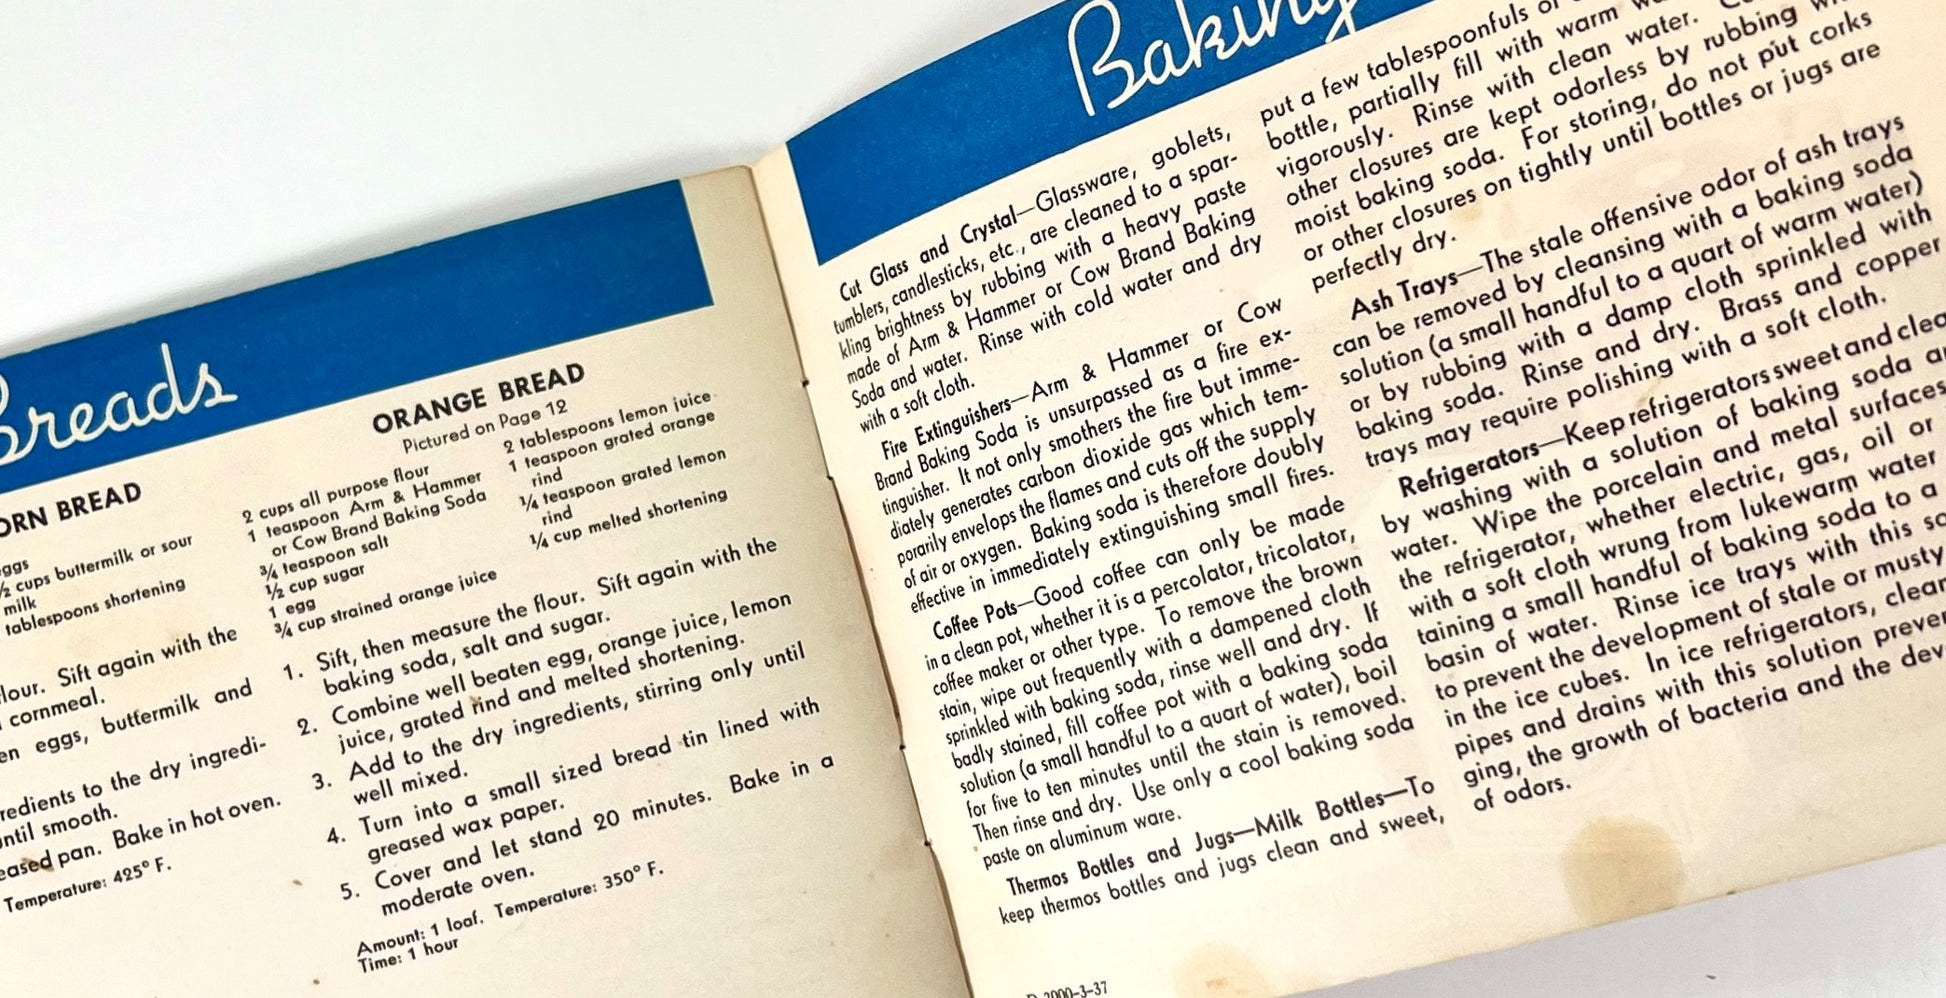 Breads
ORN BREAD
eggs
½ cups buttermilk or sour
milk
tablespoons shortening
flour. Sift again with the
cornmeal.
en eggs, buttermilk and
redients to the dry ingredi-
until smooth.
eased pan. Bake in hot oven.
Temperature: 425° F.
ORANGE BREAD
Pictured on Page 12
2 cups all purpose flour
1 teaspoon Arm & Hammer
or Cow Brand Baking Soda
¾ teaspoon salt
½ cup sugar
1 egg
¾ cup strained orange juice
2 tablespoons lemon juice
1 teaspoon grated orange
rind
¼ teaspoon grated lemon
rind
¼ cup melted shortening
1. Sift, then measure the flour. Sift again with the
baking soda, salt and sugar.
2. Combine well beaten egg, orange juice, lemon
juice, grated rind and melted shortening.
3. Add to the dry ingredients, stirring only until
well mixed.
4. Turn into a small sized bread tin lined with
greased wax paper.
5. Cover and let stand 20 minutes. Bake in a
moderate oven.
Amount: 1 loaf. Temperature: 350° F.
Time: 1 hour
Baking
Cut Glass and Crystal—Glassware, goblets,
tumblers, candlesticks, etc., are cleaned to a spar-
kling brightness by rubbing with a heavy paste
made of Arm & Hammer or Cow Brand Baking
Soda and water. Rinse with cold water and dry
with a soft cloth.
Fire Extinguishers—Arm & Hammer or Cow
Brand Baking Soda is unsurpassed as a fire ex-
tinguisher. It not only smothers the fire but imme-
diately generates carbon dioxide gas which tem-
porarily envelops the flames and cuts off the supply
of air or oxygen. Baking soda is therefore doubly
effective in immediately extinguishing small fires.
Coffee Pots—Good coffee can only be made
in a clean pot, whether it is a percolator, tricolator,
coffee maker or other type. To remove the brown
stain, wipe out frequently with a dampened cloth
sprinkled with baking soda, rinse well and dry. If
badly stained, fill coffee pot with a baking soda
solution (a small handful to a quart of water), boil
for five to ten minutes until the stain is removed.
Then rinse and dry. Use only a cool baking soda
paste on aluminum ware.
Thermos Bottles and Jugs—Milk Bottles—To
keep thermos bottles and jugs clean and sweet,
2000-3-37
put a few tablespoonfuls of
bottle, partially fill with warm
vigorously. Rinse with clean water.
other closures are kept odorless by rubbing
moist baking soda. For storing, do not put corks
or other closures on tightly until bottles or jugs are
perfectly dry.
Ash Trays—The stale offensive odor of ash trays
can be removed by cleansing with a baking soda
solution (a small handful to a quart of warm water)
or by rubbing with a damp cloth sprinkled with
baking soda. Rinse and dry. Brass and copper
trays may require polishing with a soft cloth.
Refrigerators—Keep refrigerators sweet and clea
by washing with a solution of baking soda a
water. Wipe the porcelain and metal surfaces
the refrigerator, whether electric, gas, oil or
with a soft cloth wrung from lukewarm water
taining a small handful of baking soda to a
basin of water. Rinse ice trays with this so
to prevent the development of stale or musty
in the ice cubes. In ice refrigerators, clean
pipes and drains with this solution preven
ging, the growth of bacteria and the dev
of odors.